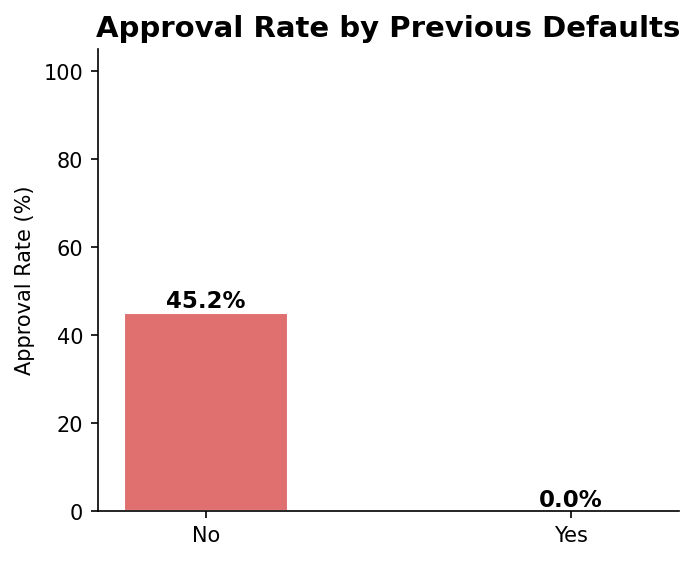 Approval Rate by Previous Defaults
Approval Rate (%)
100
80
60
40
20
0
45.2%
0.0%
No
Yes